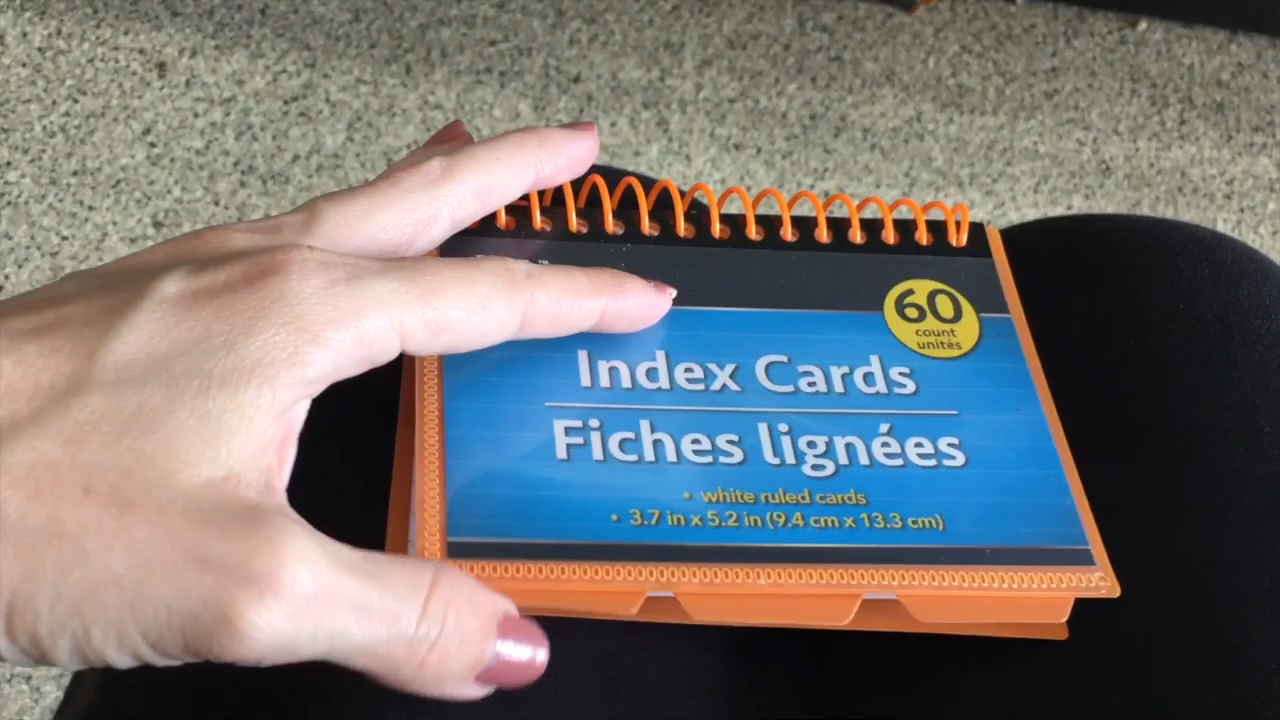 60
count
unités
Index Cards
Fiches lignées
• white ruled cards
• 3.7 in x 5.2 in (9.4 cm x 13.3 cm)